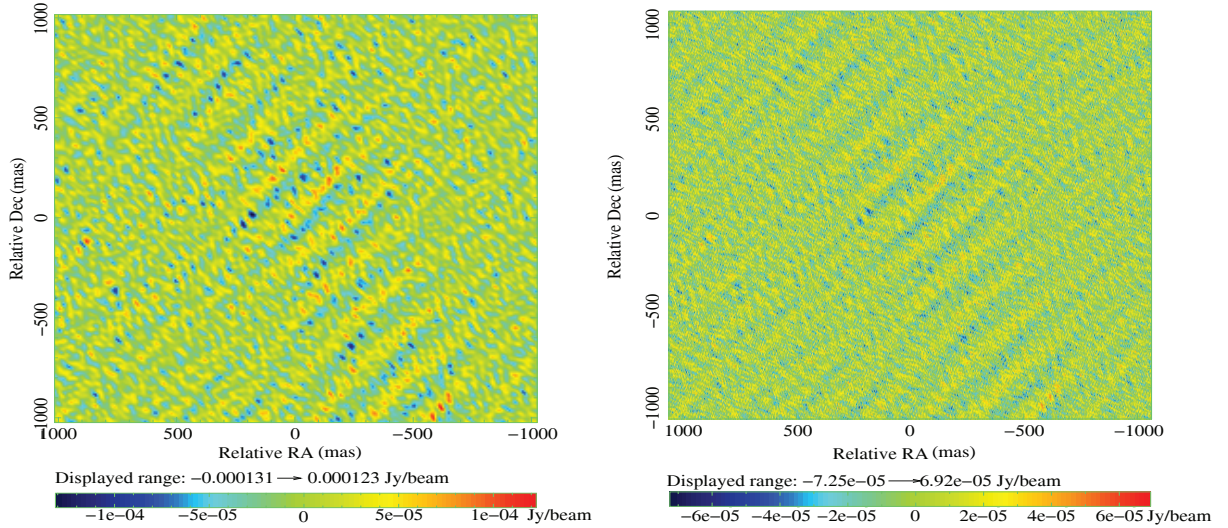 1000
500
0
−500
1000
Relative Dec (mas)
1000 500 0 −500 −1000
Relative RA (mas)
Displayed range: −0.000131 → 0.000123 Jy/beam
−1e−04 −5e−05 0 5e−05 1e−04 Jy/beam
1000
500
0
−500
−1000
Relative Dec (mas)
1000 500 0 −500 −1000
Relative RA (mas)
Displayed range: −7.25e−05 → 6.92e−05 Jy/beam
−6e−05 −4e−05 −2e−05 0 2e−05 4e−05 6e−05 Jy/beam